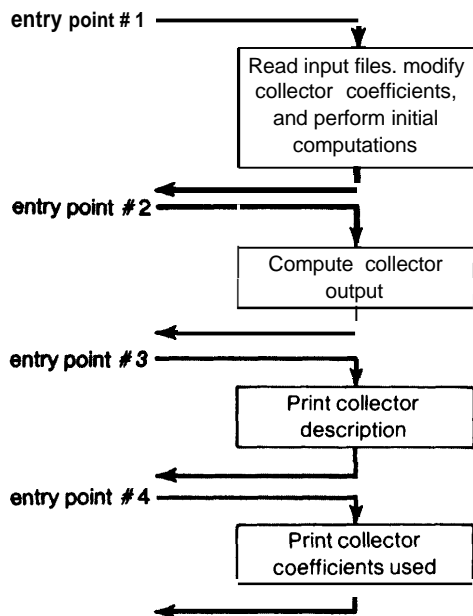 entry point #1
Read input files. modify
collector coefficients,
and perform initial
computations
entry point #2
Compute collector
output
entry point #3
Print collector
description
entry point #4
Print collector
coefficients used